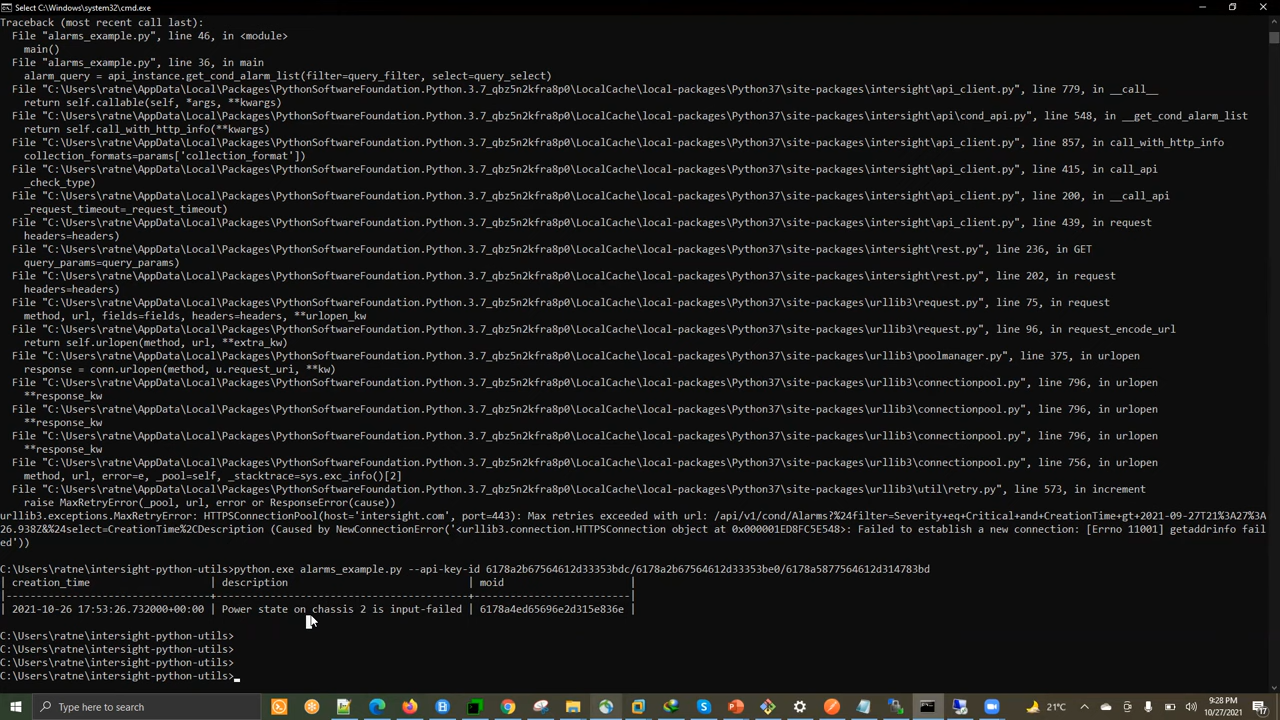 Select C:\Windows\system32\cmd.exe
Traceback (most recent call last):
File "alarms_example.py", line 46, in <module>
main()
File "alarms_example.py", line 36, in main
alarm_query = api_instance.get_cond_alarm_list(filter=query_filter, select=query_select)
File "C:\Users\ratne\AppData\Local\Packages\PythonSoftwareFoundation.Python.3.7_qbz5n2kfra8p0\LocalCache\local-packages\Python37\site-packages\intersight\api_client.py", line 779, in __call__
return self.callable(self, *args, **kwargs)
File "C:\Users\ratne\AppData\Local\Packages\PythonSoftwareFoundation.Python.3.7_qbz5n2kfra8p0\LocalCache\local-packages\Python37\site-packages\intersight\api\cond_api.py", line 548, in __get_cond_alarm_list
return self.call_with_http_info(**kwargs)
File "C:\Users\ratne\AppData\Local\Packages\PythonSoftwareFoundation.Python.3.7_qbz5n2kfra8p0\LocalCache\local-packages\Python37\site-packages\intersight\api_client.py", line 857, in call_with_http_info
collection_formats=params['collection_format'])
File "C:\Users\ratne\AppData\Local\Packages\PythonSoftwareFoundation.Python.3.7_qbz5n2kfra8p0\LocalCache\local-packages\Python37\site-packages\intersight\api_client.py", line 415, in call_api
_check_type)
File "C:\Users\ratne\AppData\Local\Packages\PythonSoftwareFoundation.Python.3.7_qbz5n2kfra8p0\LocalCache\local-packages\Python37\site-packages\intersight\api_client.py", line 200, in __call_api
_request_timeout=_request_timeout)
File "C:\Users\ratne\AppData\Local\Packages\PythonSoftwareFoundation.Python.3.7_qbz5n2kfra8p0\LocalCache\local-packages\Python37\site-packages\intersight\api_client.py", line 439, in request
headers=headers)
File "C:\Users\ratne\AppData\Local\Packages\PythonSoftwareFoundation.Python.3.7_qbz5n2kfra8p0\LocalCache\local-packages\Python37\site-packages\intersight\rest.py", line 236, in GET
query_params=query_params)
File "C:\Users\ratne\AppData\Local\Packages\PythonSoftwareFoundation.Python.3.7_qbz5n2kfra8p0\LocalCache\local-packages\Python37\site-packages\intersight\rest.py", line 202, in request
headers=headers)
File "C:\Users\ratne\AppData\Local\Packages\PythonSoftwareFoundation.Python.3.7_qbz5n2kfra8p0\LocalCache\local-packages\Python37\site-packages\urllib3\request.py", line 75, in request
method, url, fields=fields, headers=headers, **urlopen_kw
File "C:\Users\ratne\AppData\Local\Packages\PythonSoftwareFoundation.Python.3.7_qbz5n2kfra8p0\LocalCache\local-packages\Python37\site-packages\urllib3\request.py", line 96, in request_encode_url
return self.urlopen(method, url, **extra_kw)
File "C:\Users\ratne\AppData\Local\Packages\PythonSoftwareFoundation.Python.3.7_qbz5n2kfra8p0\LocalCache\local-packages\Python37\site-packages\urllib3\poolmanager.py", line 375, in urlopen
response = conn.urlopen(method, u.request_uri, **kw)
File "C:\Users\ratne\AppData\Local\Packages\PythonSoftwareFoundation.Python.3.7_qbz5n2kfra8p0\LocalCache\local-packages\Python37\site-packages\urllib3\connectionpool.py", line 796, in urlopen
**response_kw
File "C:\Users\ratne\AppData\Local\Packages\PythonSoftwareFoundation.Python.3.7_qbz5n2kfra8p0\LocalCache\local-packages\Python37\site-packages\urllib3\connectionpool.py", line 796, in urlopen
**response_kw
File "C:\Users\ratne\AppData\Local\Packages\PythonSoftwareFoundation.Python.3.7_qbz5n2kfra8p0\LocalCache\local-packages\Python37\site-packages\urllib3\connectionpool.py", line 796, in urlopen
**response_kw
File "C:\Users\ratne\AppData\Local\Packages\PythonSoftwareFoundation.Python.3.7_qbz5n2kfra8p0\LocalCache\local-packages\Python37\site-packages\urllib3\connectionpool.py", line 756, in urlopen
method, url, error=e, _pool=self, _stacktrace=sys.exc_info()[2]
File "C:\Users\ratne\AppData\Local\Packages\PythonSoftwareFoundation.Python.3.7_qbz5n2kfra8p0\LocalCache\local-packages\Python37\site-packages\urllib3\util\retry.py", line 573, in increment
raise MaxRetryError(_pool, url, error or ResponseError(cause))
urllib3.exceptions.MaxRetryError: HTTPSConnectionPool(host='intersight.com', port=443): Max retries exceeded with url: /api/v1/cond/Alarms?%24filter=Severity+eq+Critical+and+CreationTime+gt+2021-09-27T21%3A27%3A
26.938Z&%24select=CreationTime%2CDescription (Caused by NewConnectionError('<urllib3.connection.HTTPSConnection object at 0x000001ED8FC5E548>: Failed to establish a new connection: [Errno 11001] getaddrinfo fail
ed'))
C:\Users\ratne\intersight-python-utils>python.exe alarms_example.py --api-key-id 6178a2b67564612d33353bdc/6178a2b67564612d33353be0/6178a5877564612d314783bd
| creation_time | description | moid |
|---------------------------------+-----------------------------------------+--------------------------|
| 2021-10-26 17:53:26.732000+00:00 | Power state on chassis 2 is input-failed | 6178a4ed65696e2d315e836e |
C:\Users\ratne\intersight-python-utils>
C:\Users\ratne\intersight-python-utils>
C:\Users\ratne\intersight-python-utils>
C:\Users\ratne\intersight-python-utils>
Type here to search
21°C
9:28 PM
10/27/2021